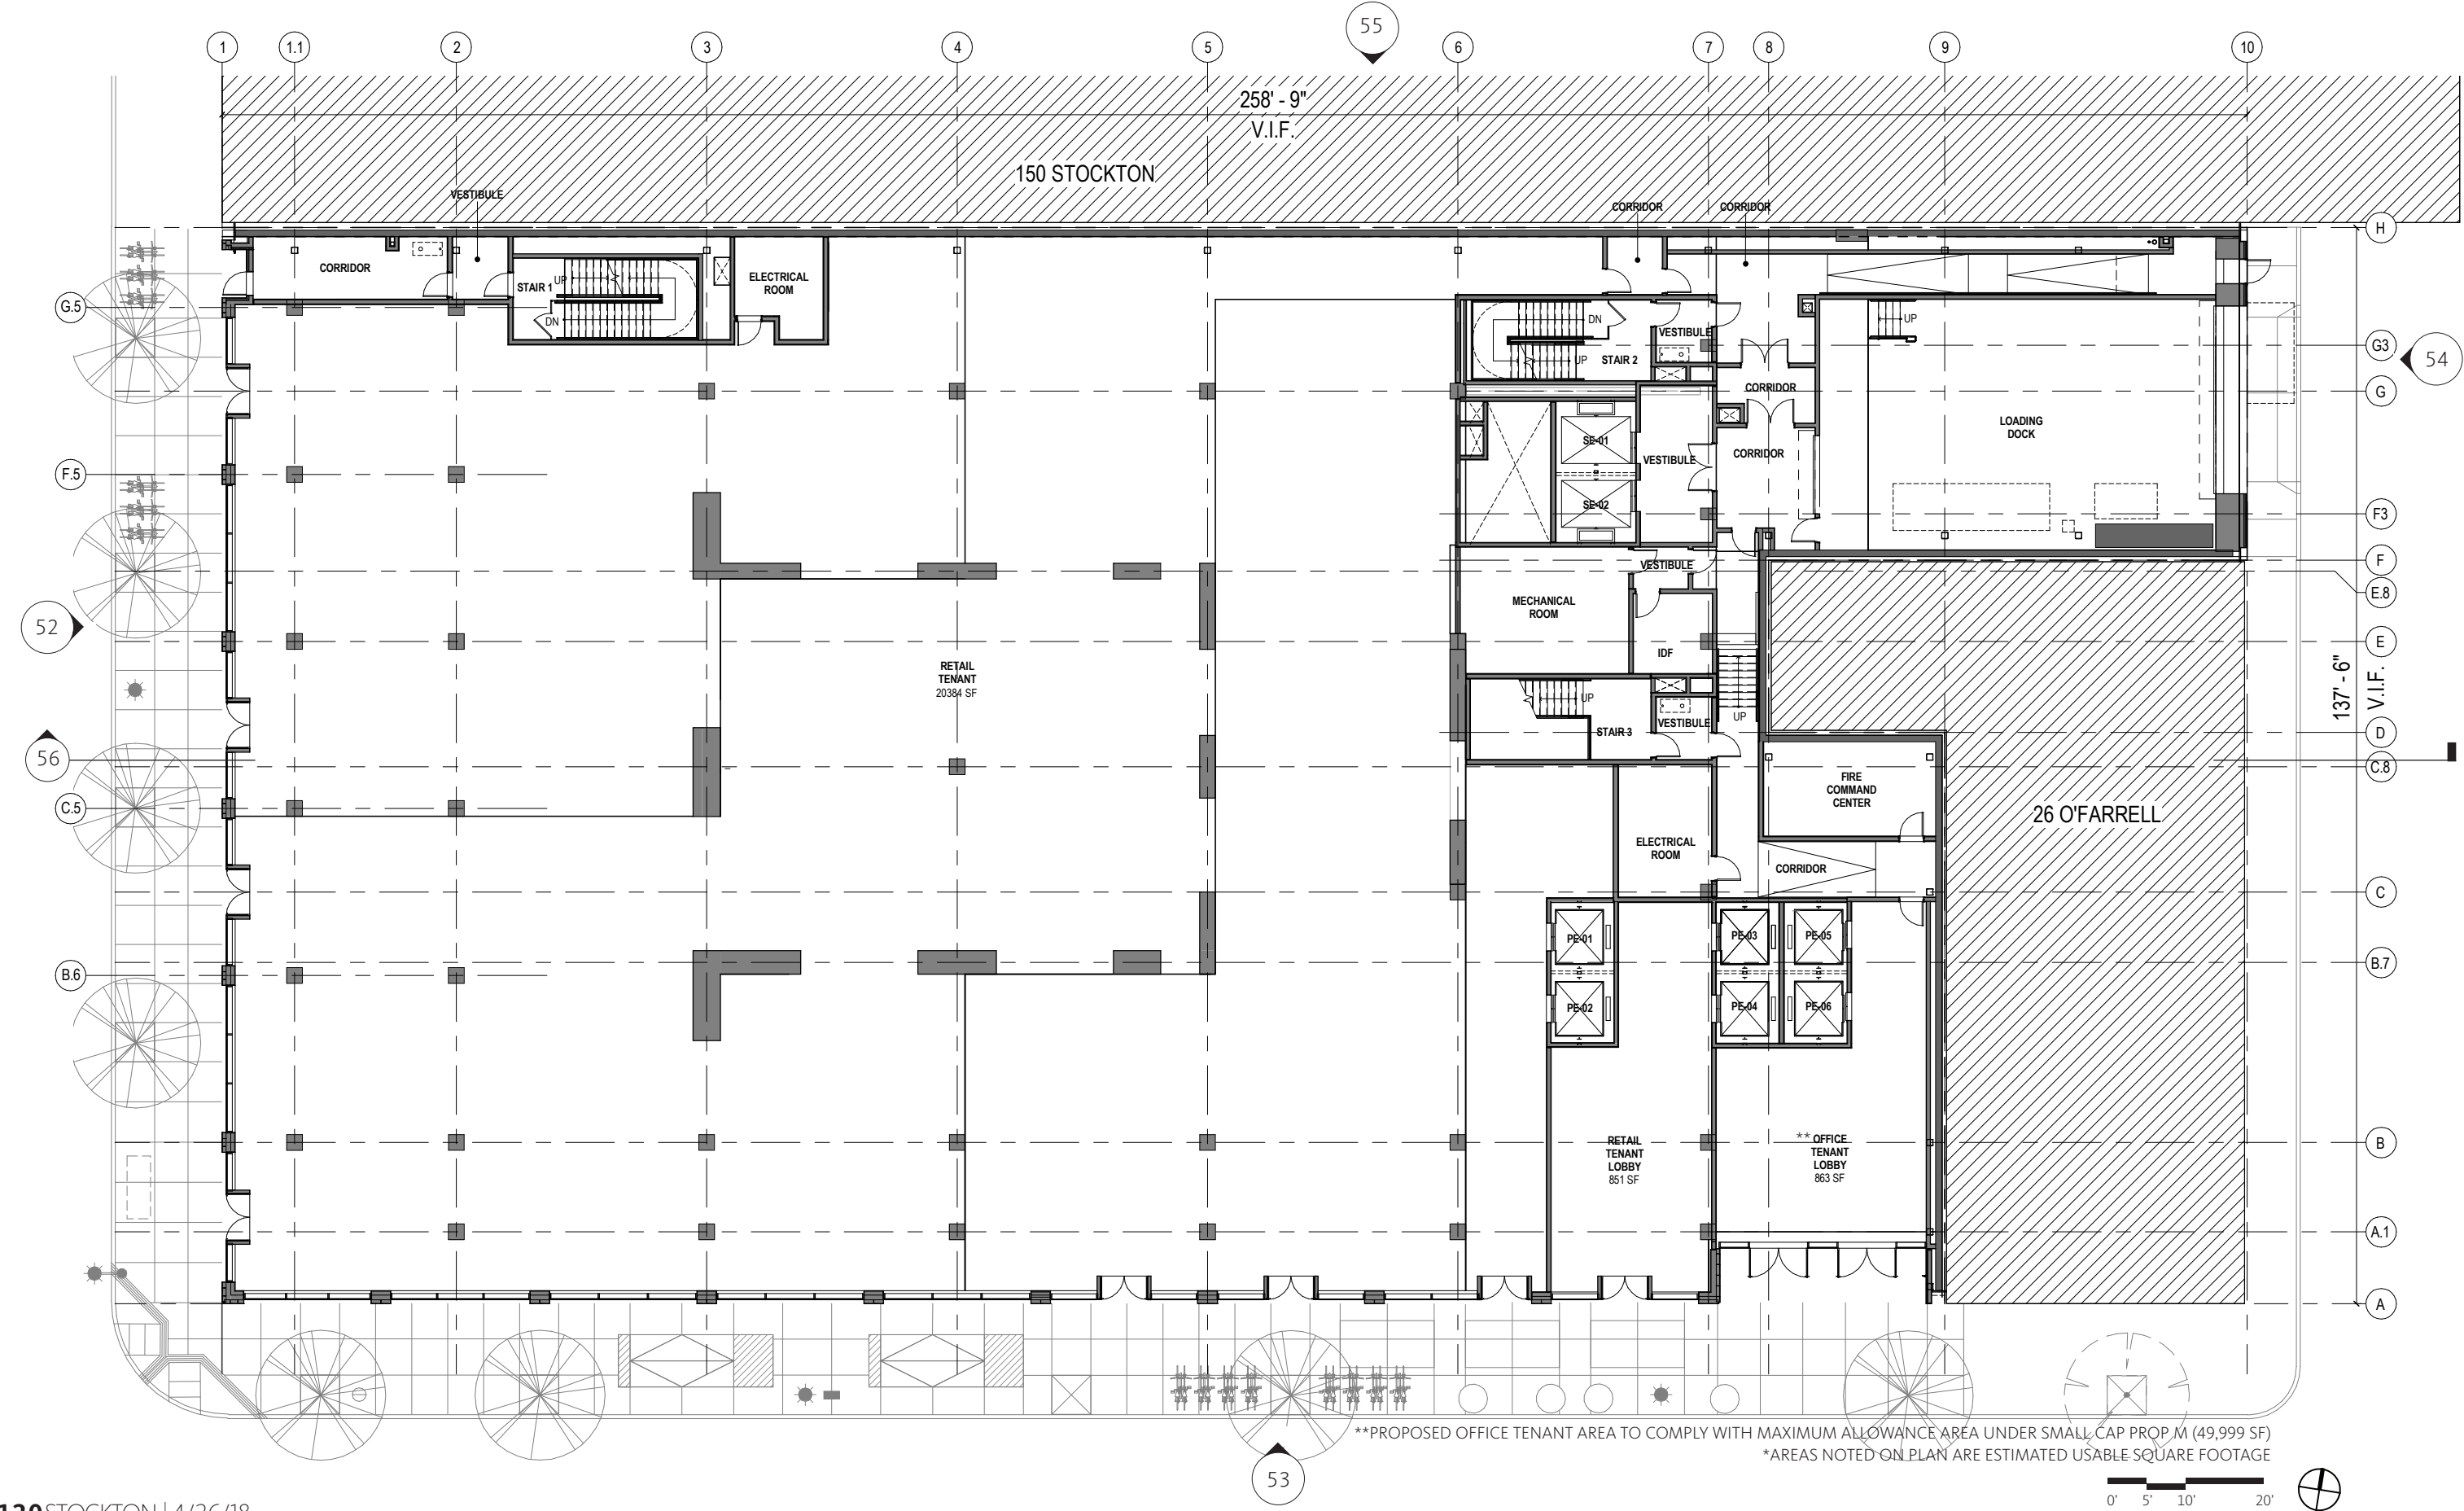 55
1
1.1
2
3
4
5
6
7
8
9
10
258' - 9"
V.I.F.
150 STOCKTON
VESTIBULE
CORRIDOR
CORRIDOR
H
CORRIDOR
STAIR 1
UP
DN
ELECTRICAL
ROOM
G.5
DN
UP
STAIR 2
VESTIBULE
UP
G3
54
CORRIDOR
G
LOADING
DOCK
SE-01
VESTIBULE
CORRIDOR
F.5
SE-02
F3
VESTIBULE
F
MECHANICAL
ROOM
E.8
52
E
IDF
RETAIL
TENANT
20384 SF
137' - 6"
V.I.F.
UP
UP
STAIR 3
VESTIBULE
D
56
C.8
FIRE
COMMAND
CENTER
C.5
26 O'FARRELL
ELECTRICAL
ROOM
CORRIDOR
C
PE-01
PE-03
PE-05
B.6
B.7
PE-02
PE-04
PE-06
RETAIL
TENANT
LOBBY
851 SF
**OFFICE
TENANT
LOBBY
863 SF
B
A.1
A
**PROPOSED OFFICE TENANT AREA TO COMPLY WITH MAXIMUM ALLOWANCE AREA UNDER SMALL CAP PROP M (49,999 SF)
*AREAS NOTED ON PLAN ARE ESTIMATED USABLE SQUARE FOOTAGE
53
0' 5' 10' 20'
120 STOCKTON | 4/26/18